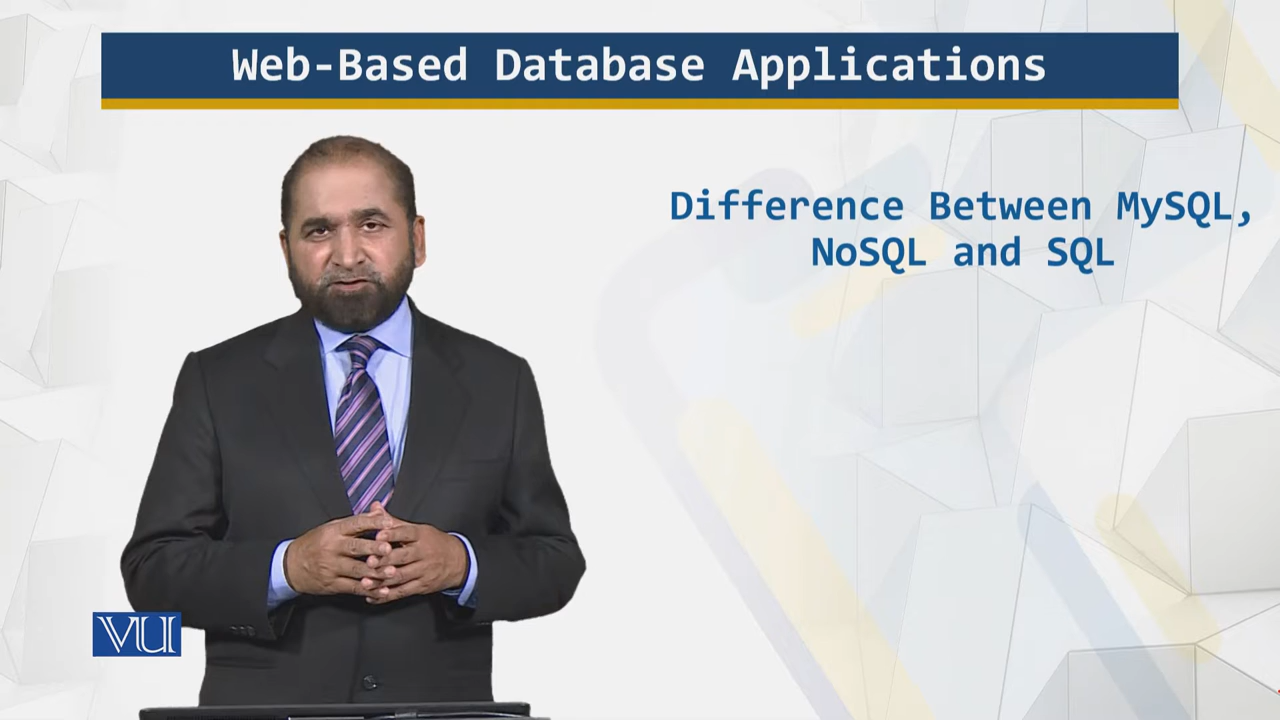 Web-Based Database Applications
Difference Between MySQL,
NoSQL and SQL
VU